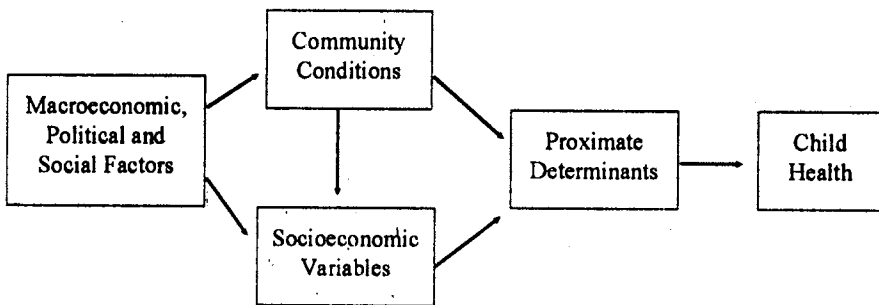 Community
Conditions
Macroeconomic,
Political and
Social Factors
Proximate
Determinants
Child
Health
Socioeconomic
Variables